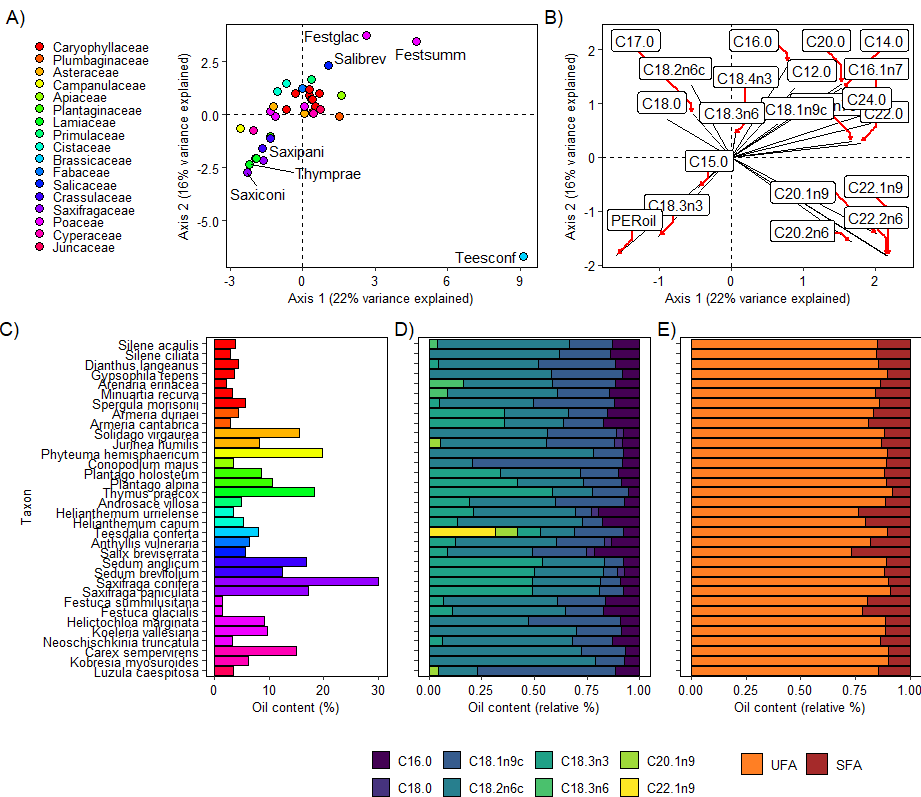 A)
Caryophyllaceae
Plumbaginaceae
Asteraceae
Campanulaceae
Apiaceae
Plantaginaceae
Lamiaceae
Primulaceae
Cistaceae
Brassicaceae
Fabaceae
Salicaceae
Crassulaceae
Saxifragaceae
Poaceae
Cyperaceae
Juncaceae
Axis 2 (16% variance explained)
2.5
0.0
-2.5
-5.0
Festglac
Festsumm
Salibrev
Saxipani
Thymprae
Saxiconi
Teesconf
-3
0
3
6
9
Axis 1 (22% variance explained)
B)
Axis 2 (16% variance explained)
2
1
0
-1
-2
C17.0
C16.0
C20.0
C14.0
C18.2n6c
C18.4n3
C12.0
C16.1n7
C18.0
C18.3n6
C18.1n9c
C24.0
C22.0
C15.0
C20.1n9
C22.1n9
C18.3n3
PERoil
C20.2n6
C22.2n6
-1
0
1
2
Axis 1 (22% variance explained)
C)
Taxon
Silene acaulis
Silene ciliata
Dianthus langeanus
Gypsophila repens
Arenaria erinacea
Minuartia recurva
Spergula morisonii
Armeria duriaei
Armeria cantabrica
Solidago virgaurea
Jurinea humilis
Phyteuma hemisphaericum
Conopodium majus
Plantago holosteum
Plantago alpina
Thymus praecox
Androsace villosa
Helianthemum urrielense
Helianthemum canum
Teesdalia conferta
Anthyllis vulneraria
Salix breviserrata
Sedum anglicum
Sedum brevifolium
Saxifraga conifera
Saxifraga paniculata
Festuca summilusitana
Festuca glacialis
Helictochloa marginata
Koeleria vallesiana
Neoschischkinia truncatula
Carex sempervirens
Kobresia myosuroides
Luzula caespitosa
0
10
20
30
Oil content (%)
D)
0.00
0.25
0.50
0.75
1.00
Oil content (relative %)
E)
0.00
0.25
0.50
0.75
1.00
Oil content (relative %)
C16.0
C18.1n9c
C18.3n3
C20.1n9
C18.0
C18.2n6c
C18.3n6
C22.1n9
UFA
SFA